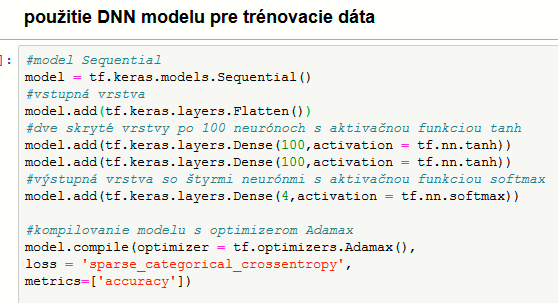 použitie DNN modelu pre trénovacie dáta
]:
#model Sequential
model = tf.keras.models.Sequential()
#vstupná vrstva
model.add(tf.keras.layers.Flatten())
#dve skryté vrstvy po 100 neurónoch s aktivačnou funkciou tanh
model.add(tf.keras.layers.Dense(100,activation = tf.nn.tanh))
model.add(tf.keras.layers.Dense(100,activation = tf.nn.tanh))
#výstupná vrstva so štyrmi neurónmi s aktivačnou funkciou softmax
model.add(tf.keras.layers.Dense(4,activation = tf.nn.softmax))
#kompilovanie modelu s optimizerom Adamax
model.compile(optimizer = tf.optimizers.Adamax(),
loss = 'sparse_categorical_crossentropy',
metrics=['accuracy'])